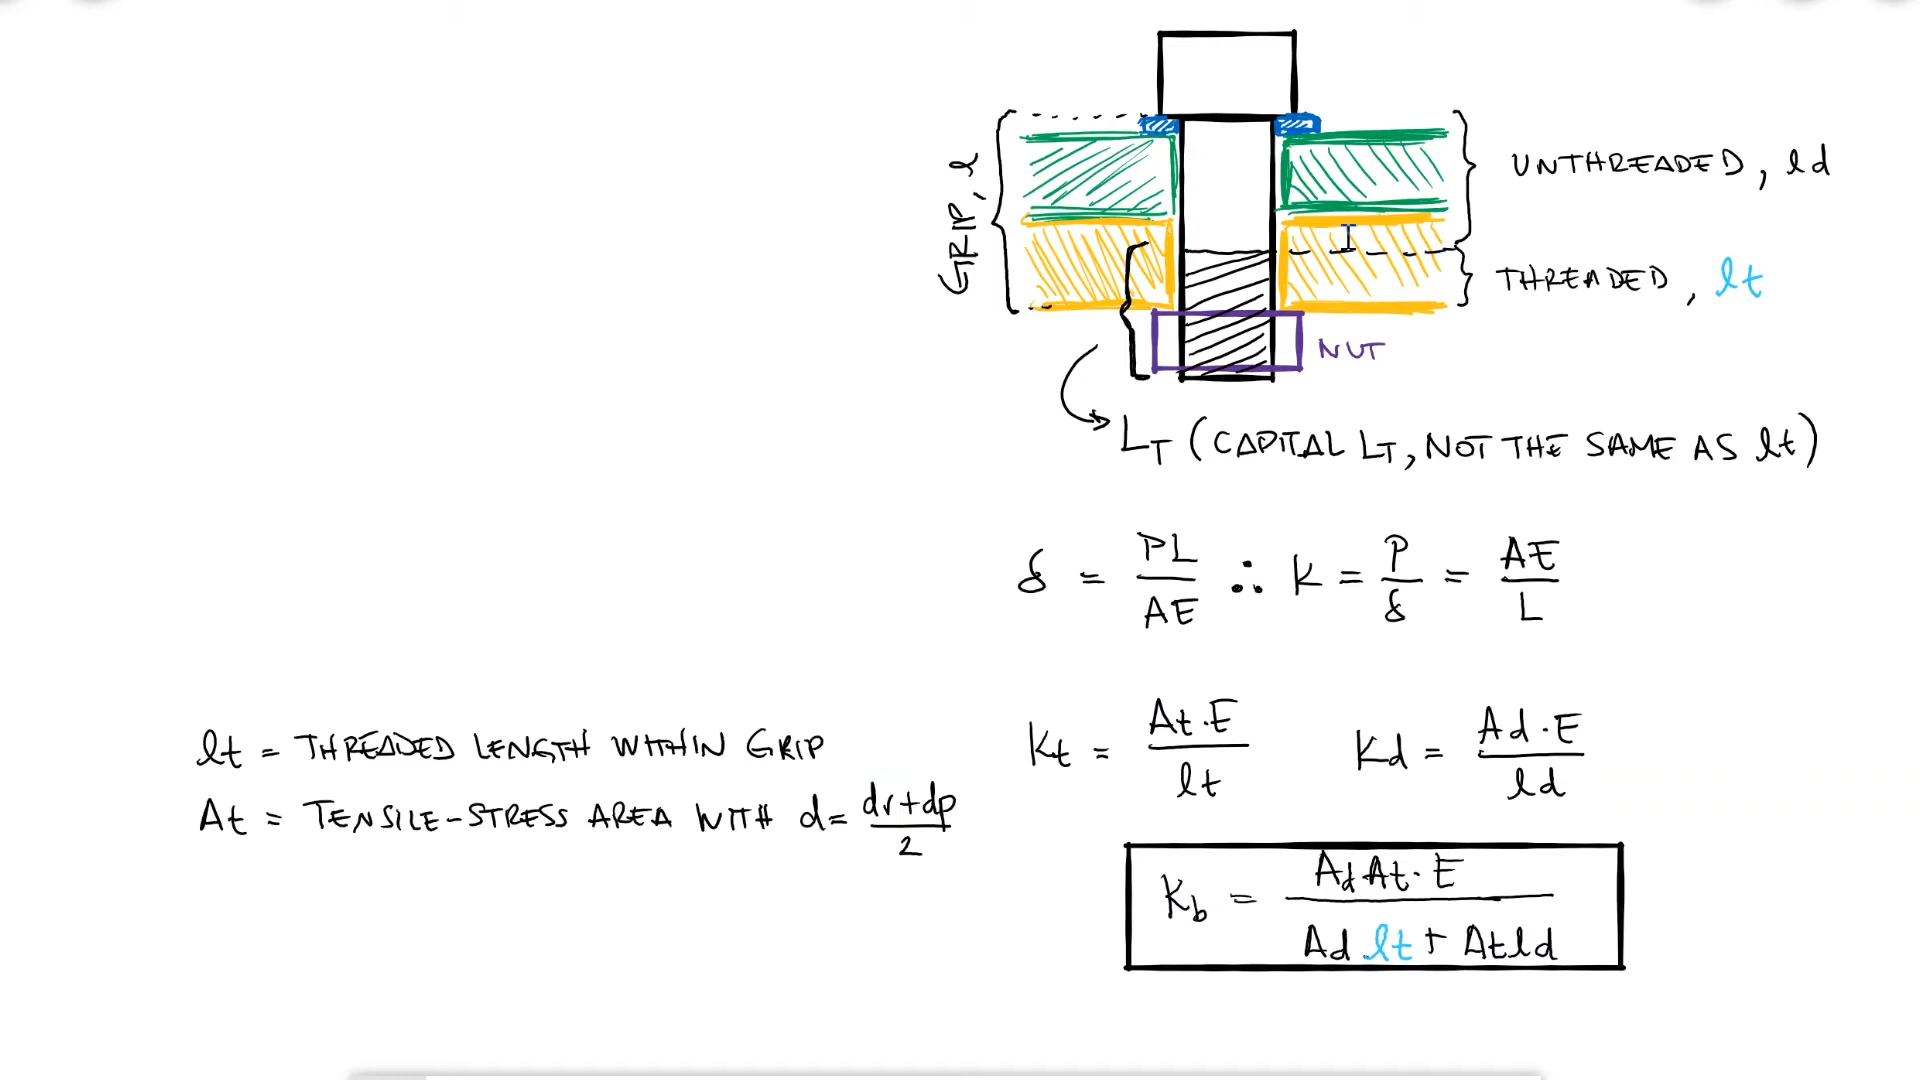 GRIP, l
UNTHREADED, ld
THREADED, lt
NUT
LT (CAPITAL LT, NOT THE SAME AS lt)
δ = PL/AE ∴ K = P/δ = AE/L
lt = THREADED LENGTH WITHIN GRIP
At = TENSILE-STRESS AREA WITH d = dr+dp/2
Kt = At·E/lt Kd = Ad·E/ld
Kb = AdAt·E/Ad lt + Atld